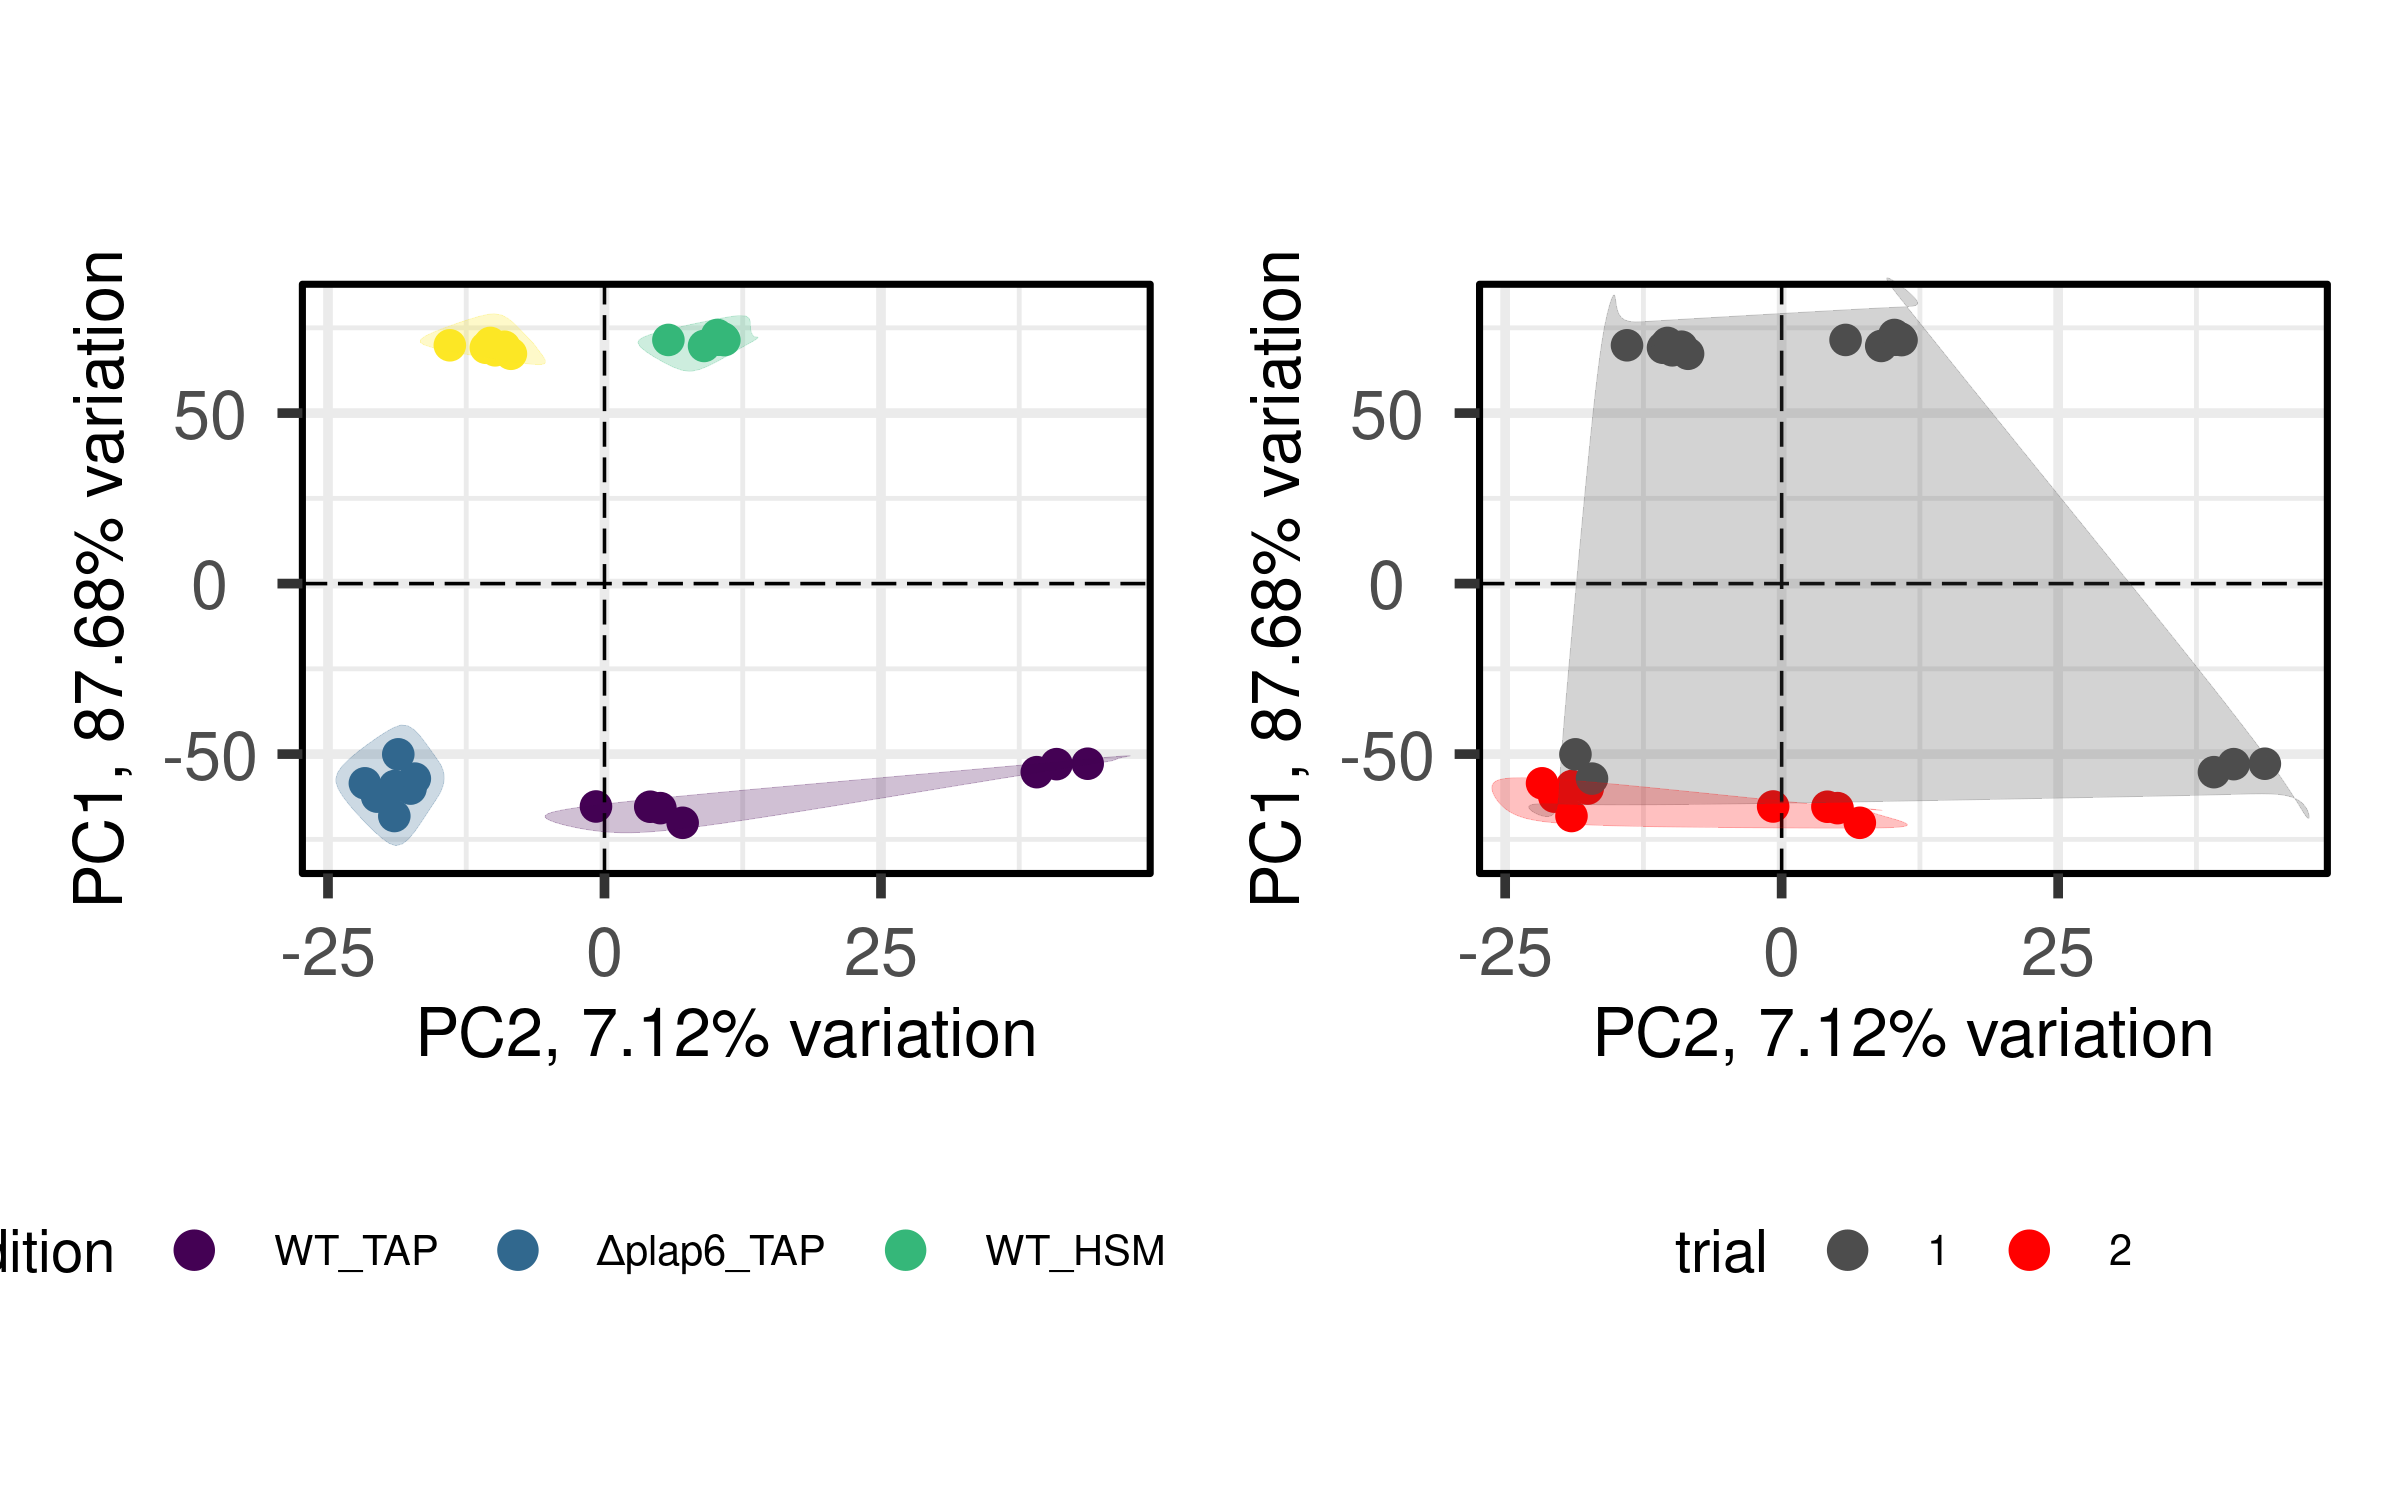 PC1, 87.68% variation
50
0
-50
-25 0 25
PC2, 7.12% variation
PC1, 87.68% variation
50
0
-50
-25 0 25
PC2, 7.12% variation
dition WT_TAP Δplap6_TAP WT_HSM
trial 1 2